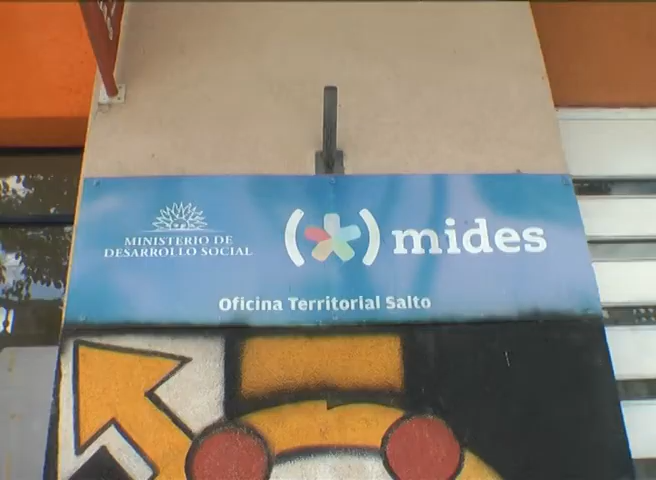 MINISTERIO DE
DESARROLLO SOCIAL
(*) mides
Oficina Territorial Salto